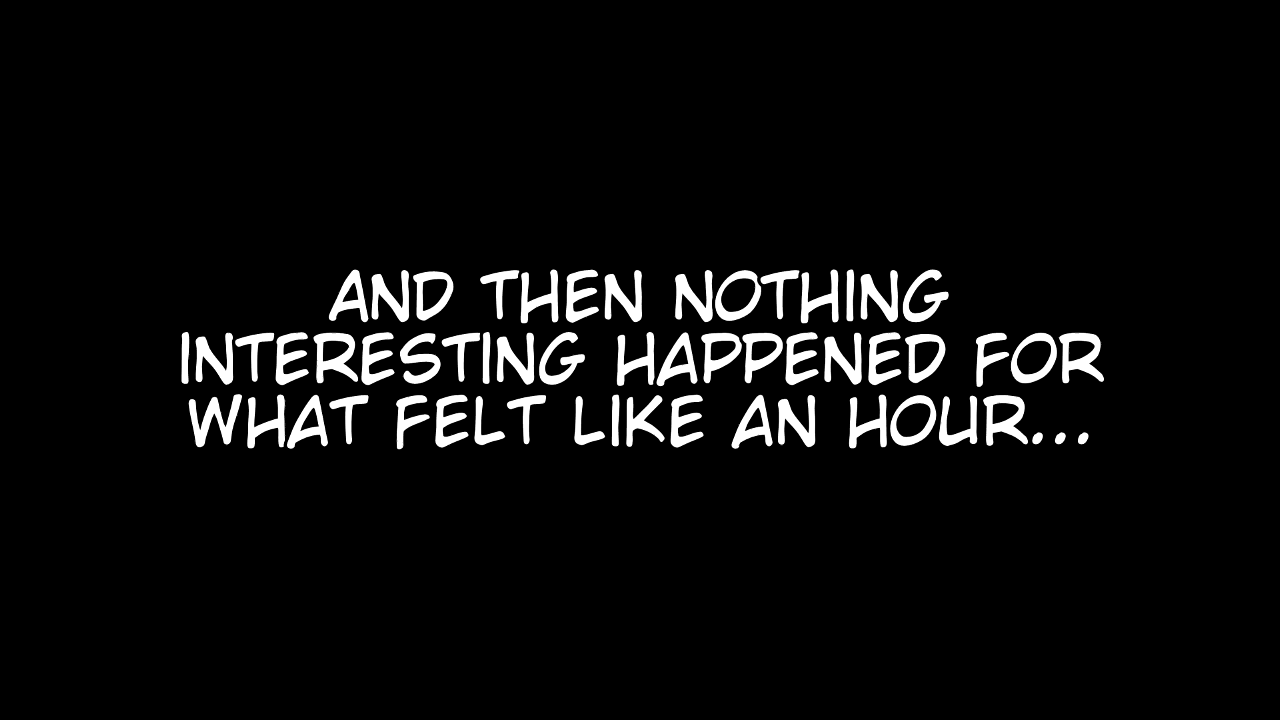 AND THEN NOTHING
INTERESTING HAPPENED FOR
WHAT FELT LIKE AN HOUR...